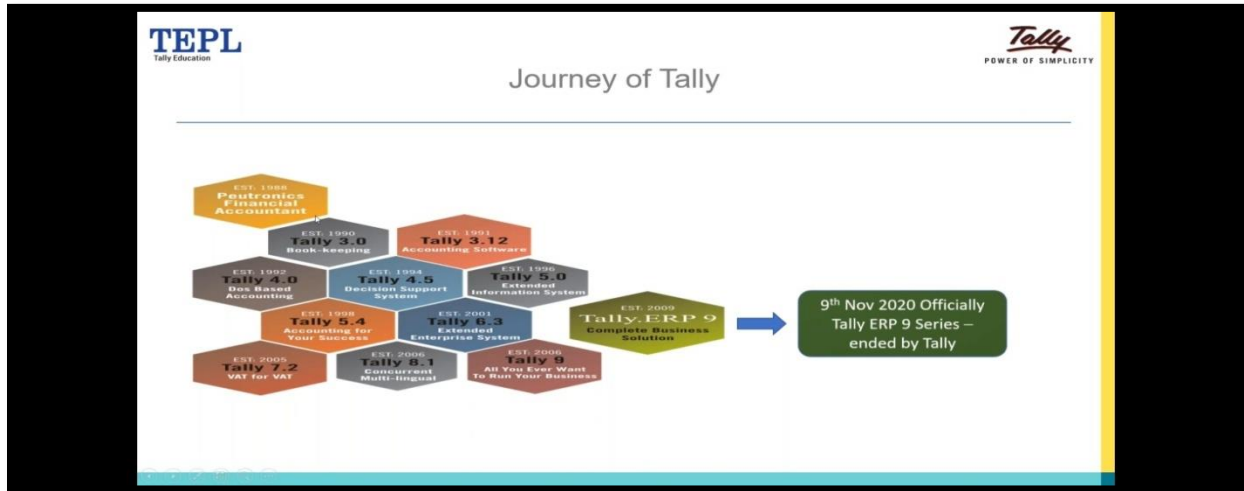 TEPL
Tally Education
Tally
POWER OF SIMPLICITY
Journey of Tally
EST: 1988
Peutronics
Financial
Accountant
EST: 1990
Tally 3.0
Book-keeping
EST: 1991
Tally 3.12
Accounting Software
EST: 1992
Tally 4.0
Dos Based
Accounting
EST: 1994
Tally 4.5
Decision Support
System
EST: 1996
Tally 5.0
Extended
Information System
EST: 1998
Tally 5.4
Accounting for
Your Success
EST: 2001
Tally 6.3
Extended
Enterprise System
EST: 2005
Tally 7.2
VAT for VAT
EST: 2006
Tally 8.1
Concurrent
Multi-lingual
EST: 2006
Tally 9
All You Ever Want
To Run Your Business
EST: 2009
Tally.ERP 9
Complete Business
Solution
9th Nov 2020 Officially
Tally ERP 9 Series –
ended by Tally